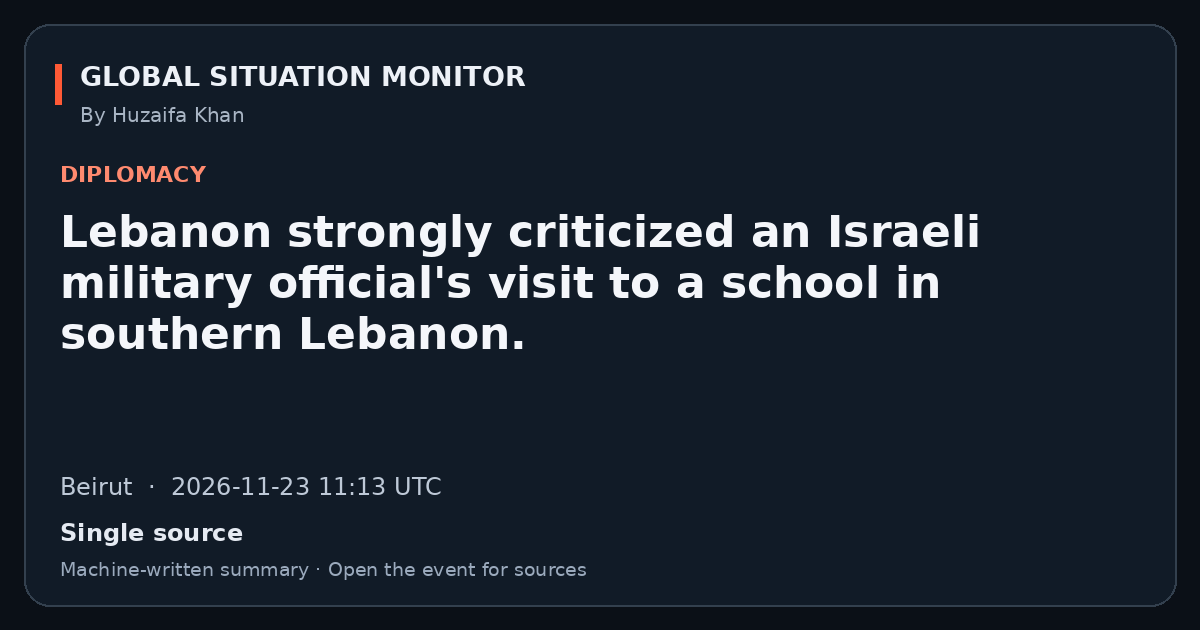 GLOBAL SITUATION MONITOR
By Huzaifa Khan
DIPLOMACY
Lebanon strongly criticized an Israeli
military official's visit to a school in
southern Lebanon.
Beirut · 2026-11-23 11:13 UTC
Single source
Machine-written summary · Open the event for sources